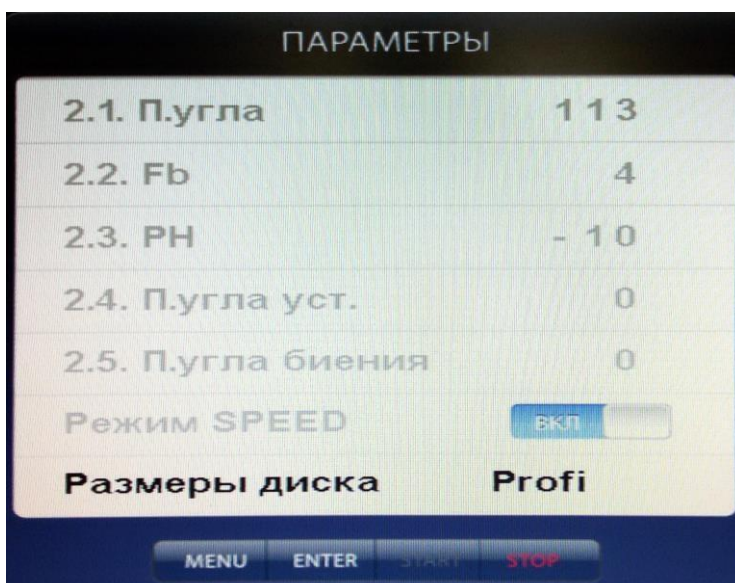 ПАРАМЕТРЫ
2.1. П.угла 113
2.2. Fb 4
2.3. PH - 10
2.4. П.угла уст. 0
2.5. П.угла биения 0
Режим SPEED ВКЛ
Размеры диска Profi
MENU ENTER START STOP